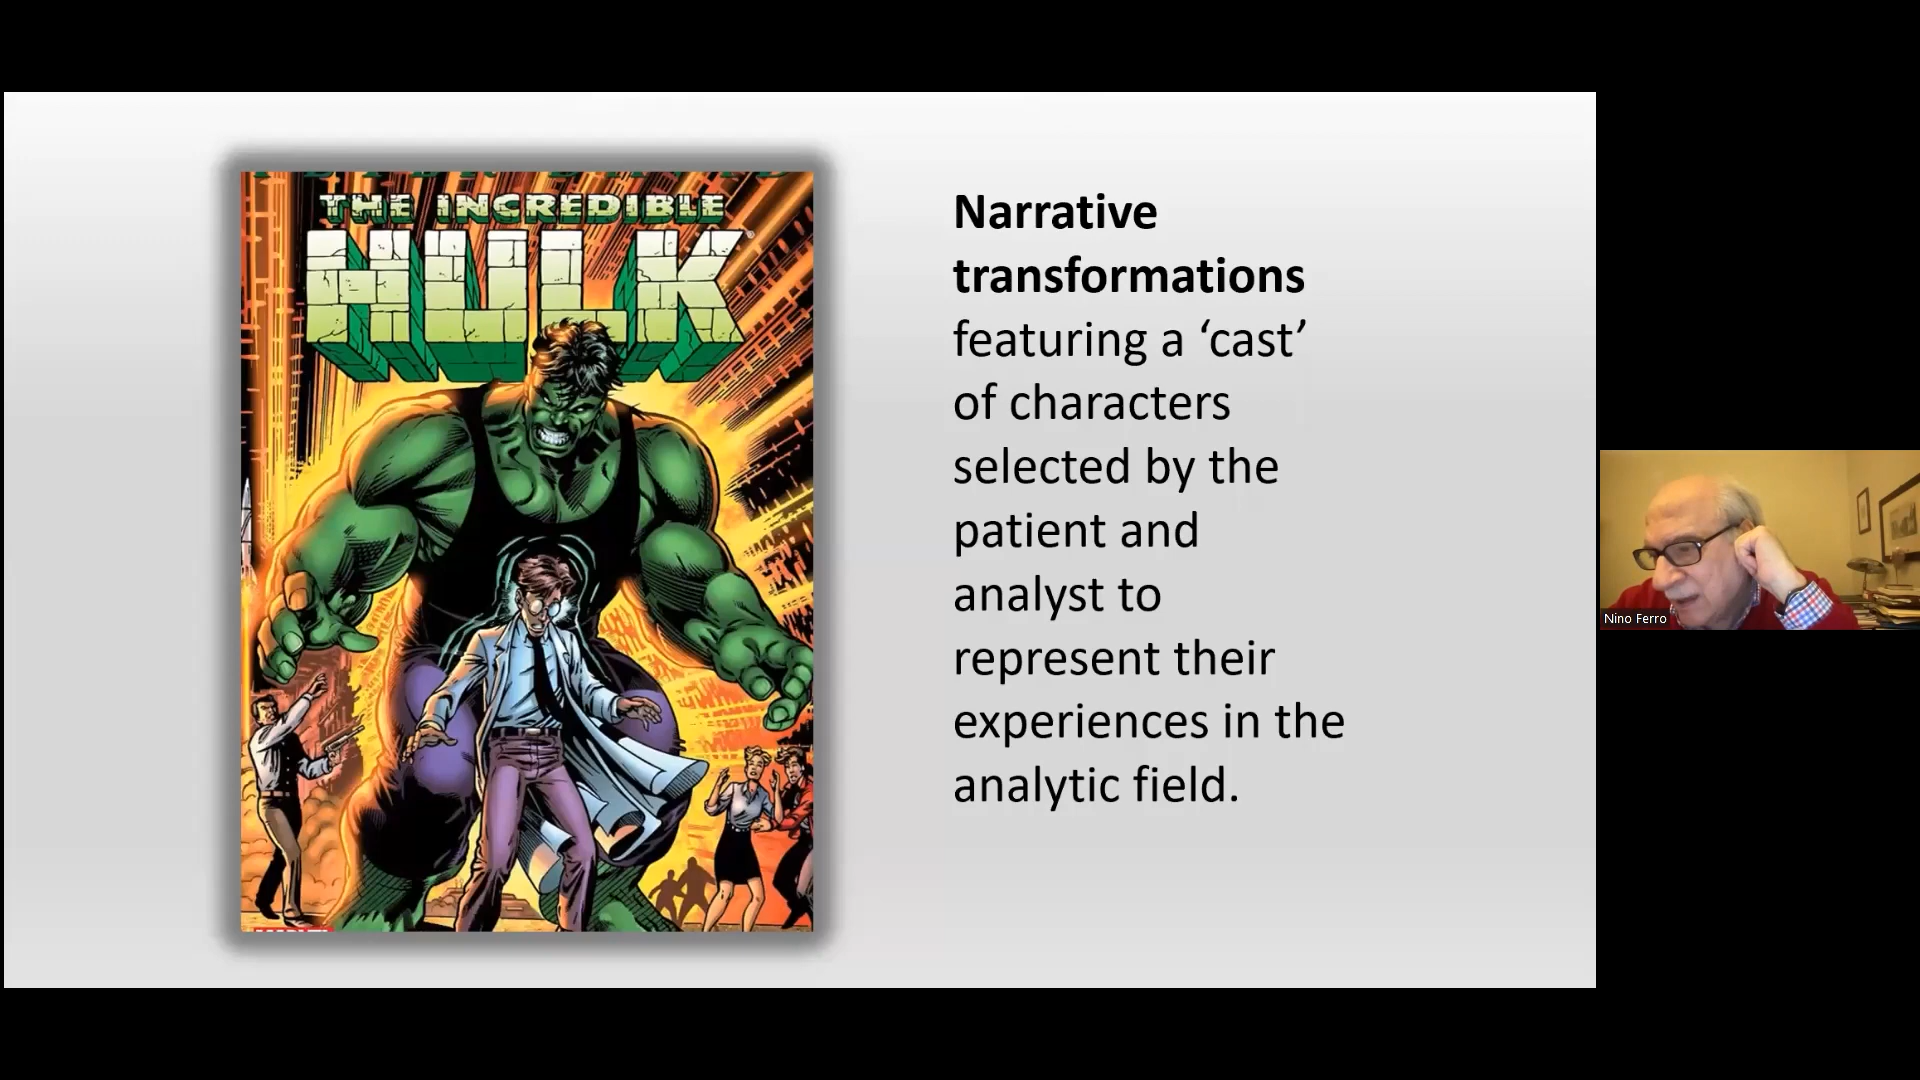 THE INCREDIBLE
HULK
Narrative
transformations
featuring a ‘cast’
of characters
selected by the
patient and
analyst to
represent their
experiences in the
analytic field.
Nino Ferro